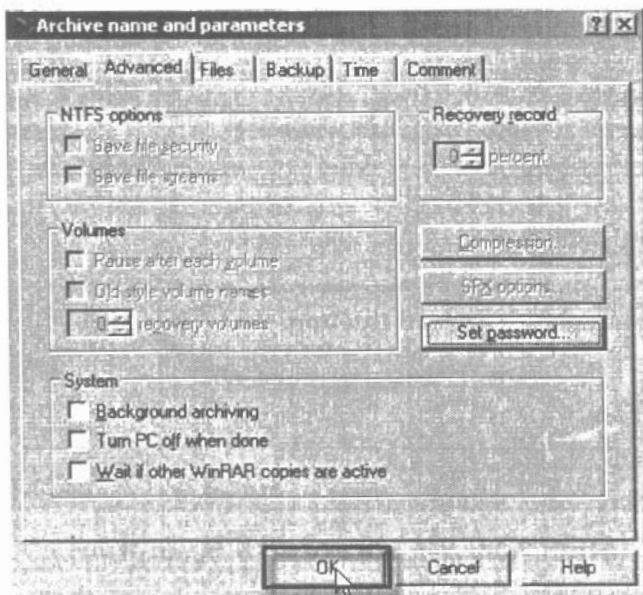 Archive name and parameters
General Advanced Files Backup Time Comment
NTFS options
Save file security
Save file streams
Recovery record
0 percent
Volumes
Pause after each volume
Old style volume names
0 recovery volumes
Compression...
SFX options...
Set password...
System
Background archiving
Turn PC off when done
Wait if other WinRAR copies are active
OK Cancel Help